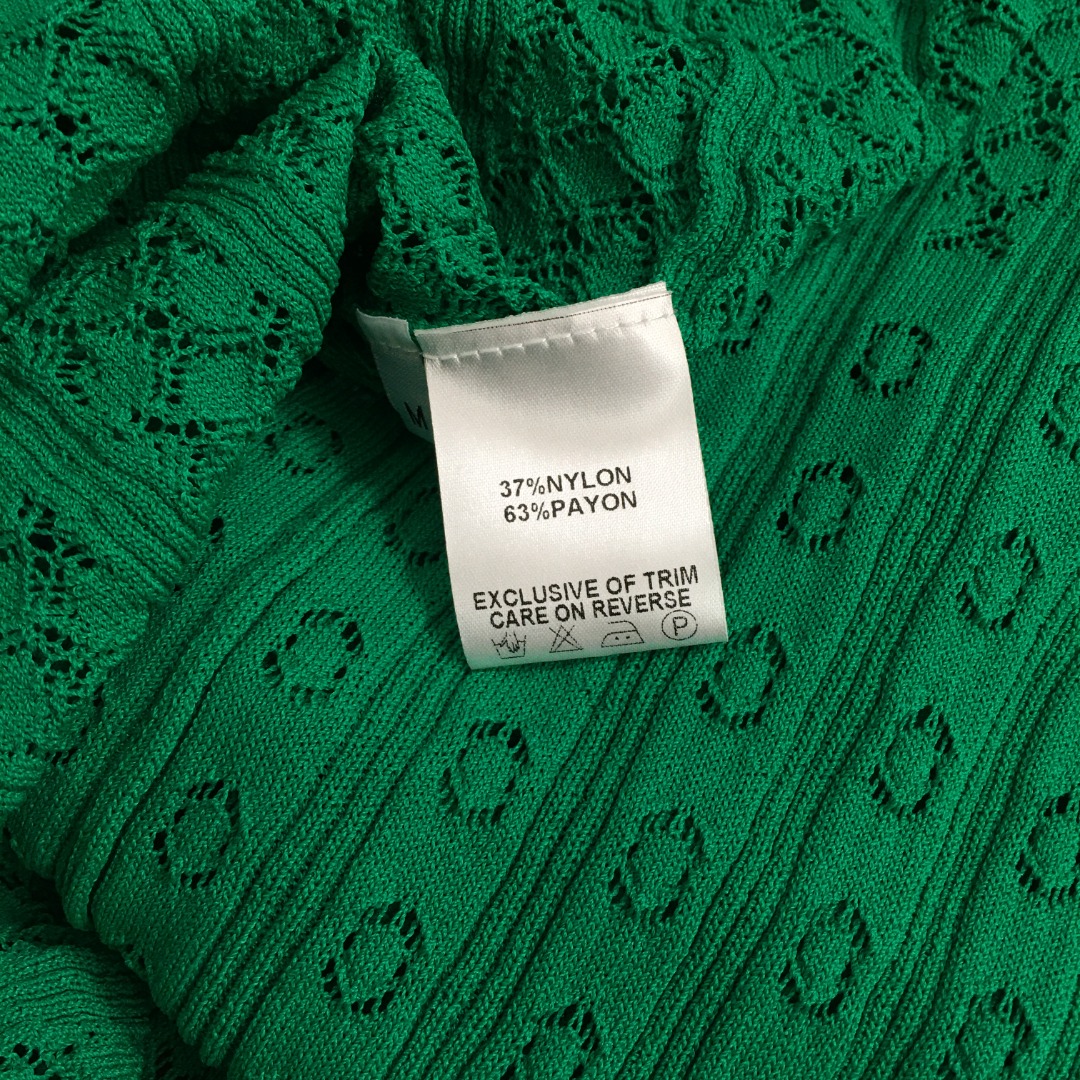 M
37%NYLON
63%PAYON
EXCLUSIVE OF TRIM
CARE ON REVERSE
P